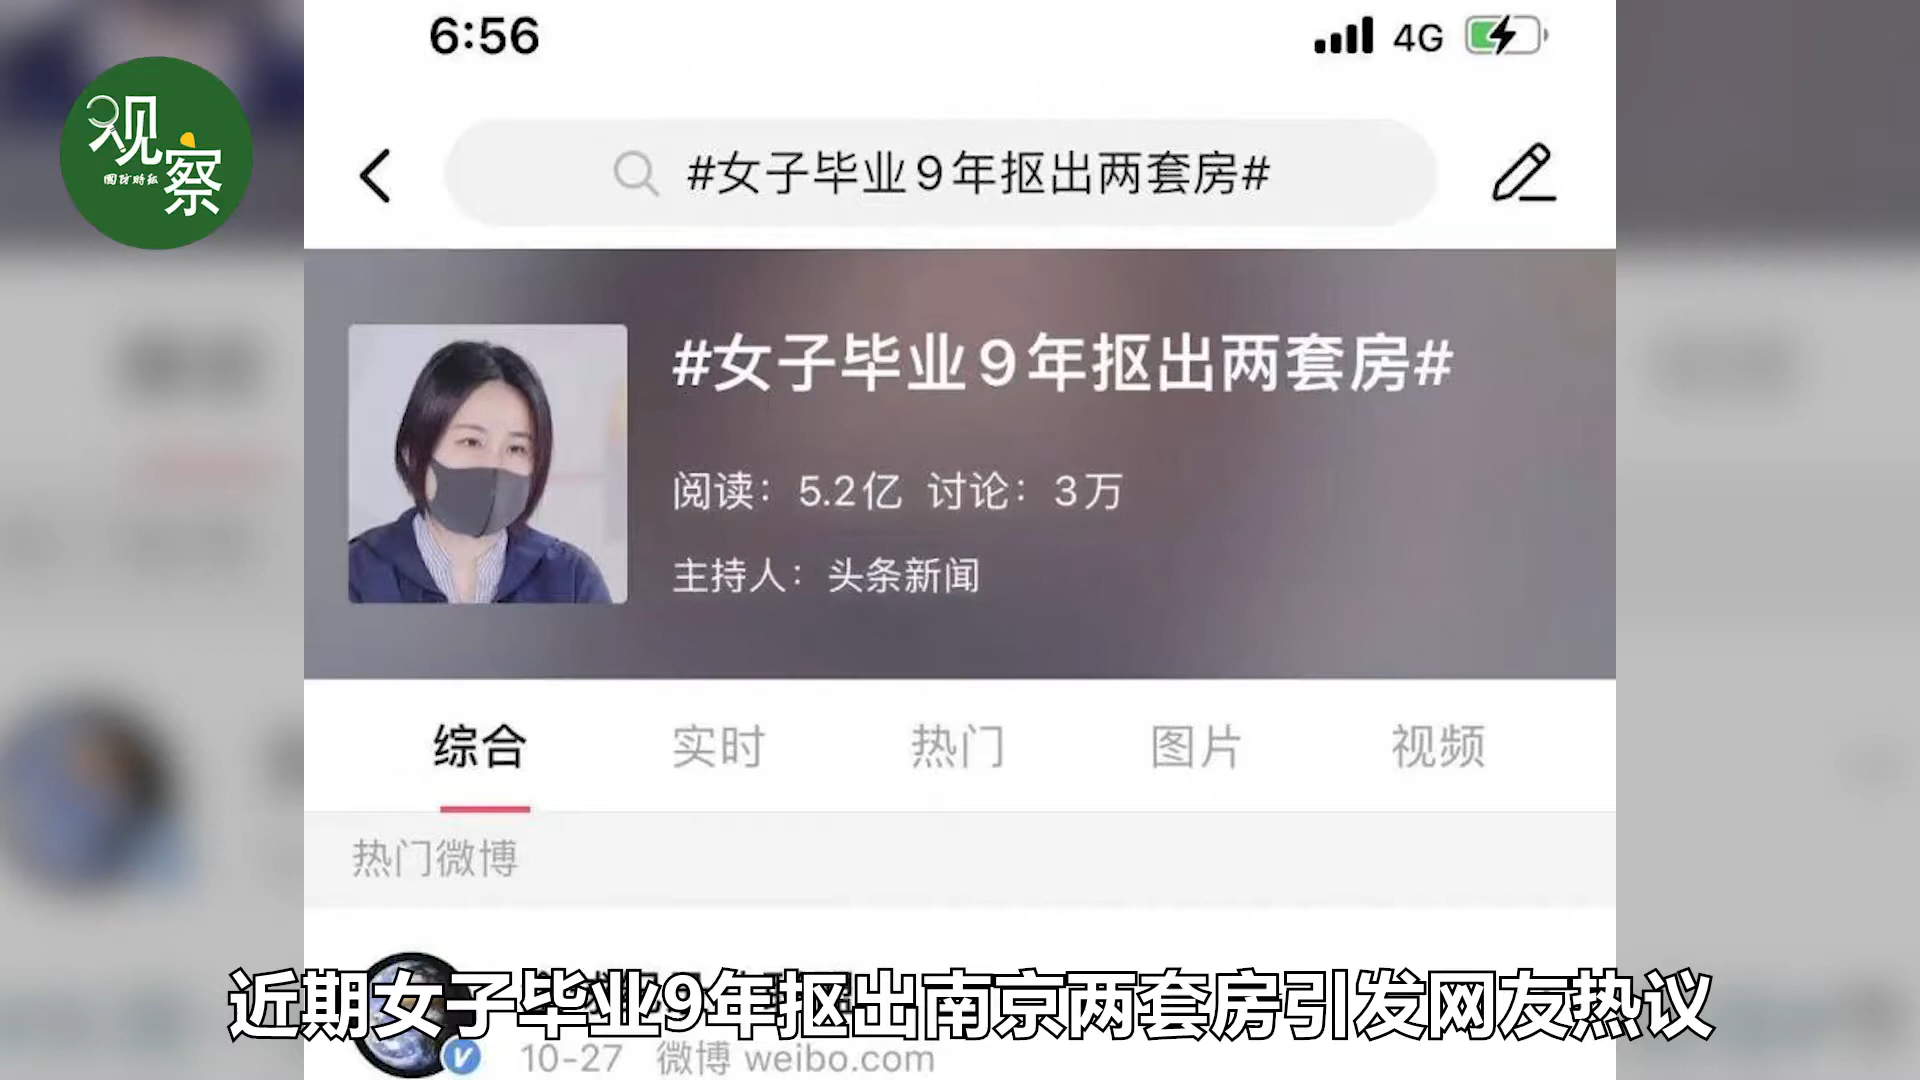 6:56
4G
观察
国防时报
#女子毕业9年抠出两套房#
#女子毕业9年抠出两套房#
阅读：5.2亿 讨论：3万
主持人：头条新闻
综合 实时 热门 图片 视频
热门微博
近期女子毕业9年抠出南京两套房引发网友热议
10-27 微博 weibo.com